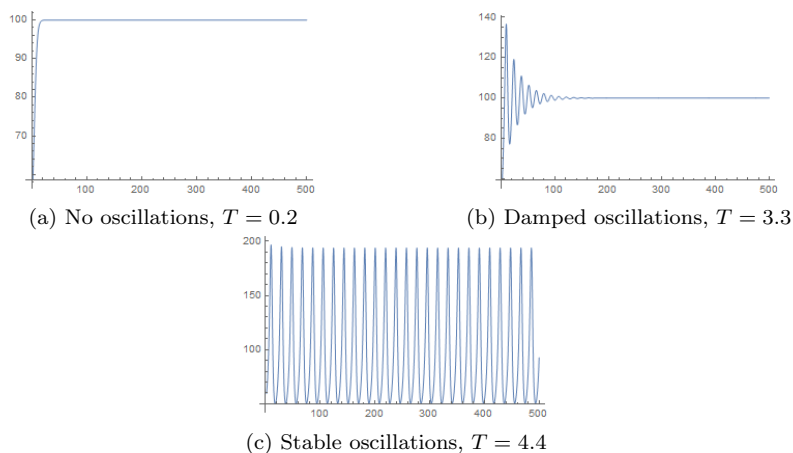 100
90
80
70
100 200 300 400 500
(a) No oscillations, T = 0.2
140
120
100
80
100 200 300 400 500
(b) Damped oscillations, T = 3.3
200
150
100
100 200 300 400 500
(c) Stable oscillations, T = 4.4